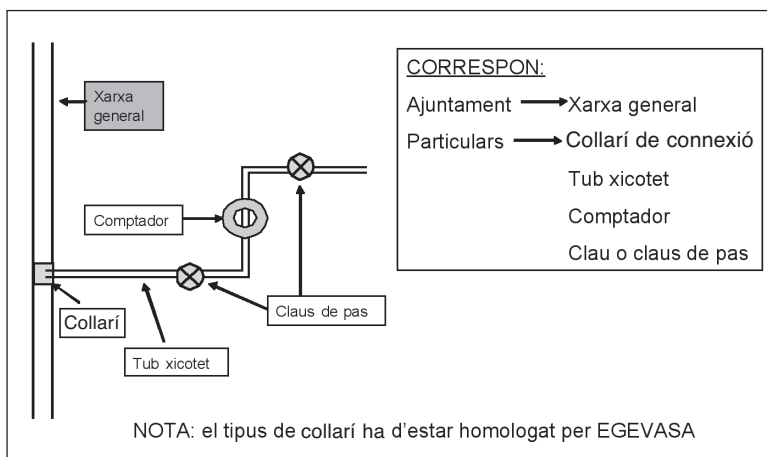 Xarxa
general
Comptador
Collarí
Tub xicotet
Claus de pas
CORRESPON:
Ajuntament Xarxa general
Particulars Collarí de connexió
Tub xicotet
Comptador
Clau o claus de pas
NOTA: el tipus de collarí ha d'estar homologat per EGEVASA